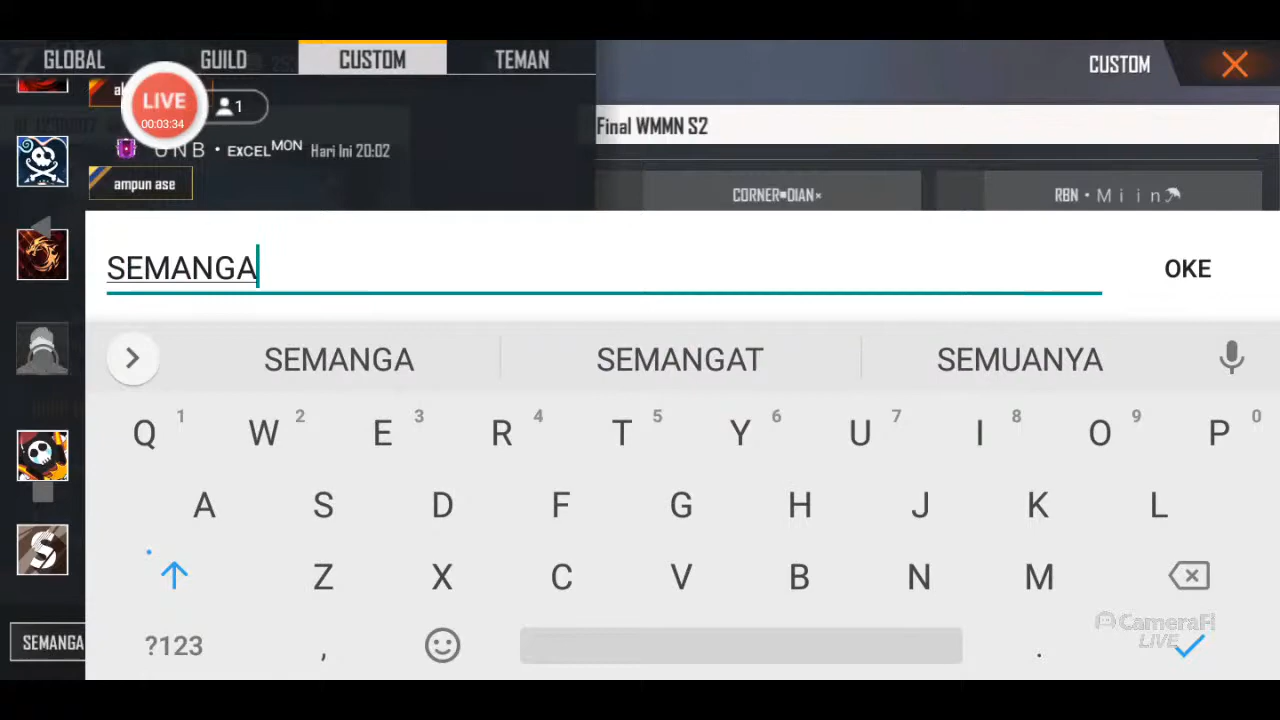 GLOBAL GUILD CUSTOM TEMAN CUSTOM
LIVE
00:03:34
1
Final WMMN S2
U N B • EXCELMON Hari Ini 20:02
ampun ase
CORNER▪DIAN× RBN • M i i n☂
SEMANGA OKE
SEMANGA SEMANGAT SEMUANYA
Q 1 W 2 E 3 R 4 T 5 Y 6 U 7 I 8 O 9 P 0
A S D F G H J K L
Z X C V B N M
CameraFi
LIVE
SEMANGA ?123 , .